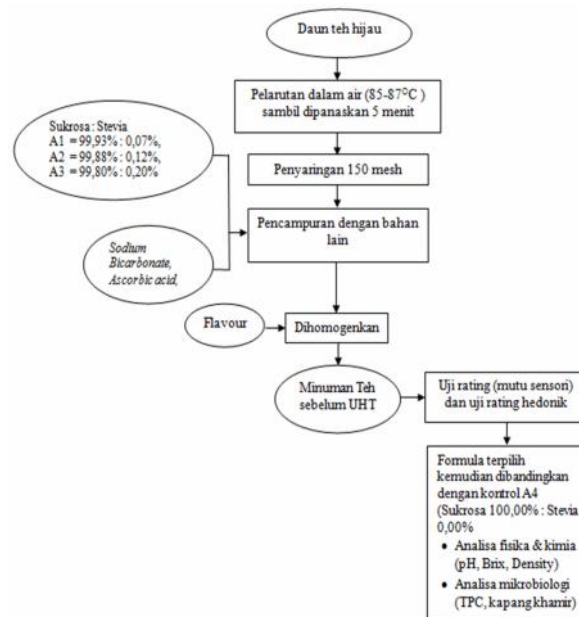 Daun teh hijau
Pelarutan dalam air (85-87°C )
sambil dipanaskan 5 menit
Sukrosa : Stevia
A1 = 99,93% : 0,07%,
A2 = 99,88% : 0,12%,
A3 = 99,80% : 0,20%
Penyaringan 150 mesh
Pencampuran dengan bahan
lain
Sodium
Bicarbonate,
Ascorbic acid,
Flavour
Dihomogenkan
Minuman Teh
sebelum UHT
Uji rating (mutu sensori)
dan uji rating hedonik
Formula terpilih
kemudian dibandingkan
dengan kontrol A4
(Sukrosa 100,00% : Stevia
0,00%
• Analisa fisika & kimia
(pH, Brix, Density)
• Analisa mikrobiologi
(TPC, kapang khamir)